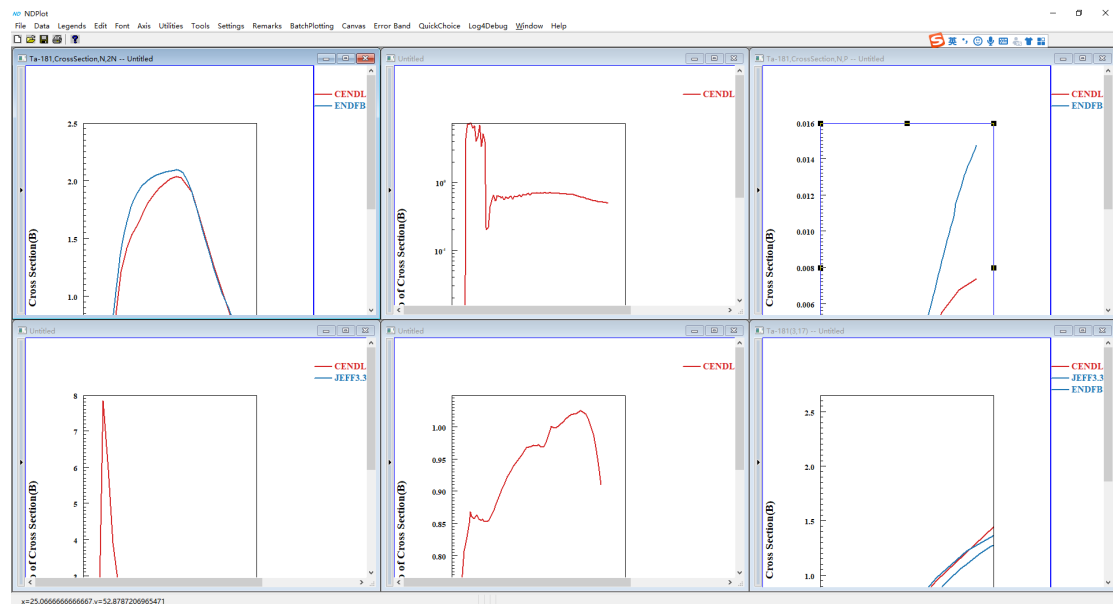 ND NDPlot
File Data Legends Edit Font Axis Utilities Tools Settings Remarks BatchPlotting Canvas Error Band QuickChoice Log4Debug Window Help
S 英
Ta-181,CrossSection,N,2N -- Untitled
CENDL
ENDFB
2.5
2.0
1.5
1.0
Cross Section(B)
Untitled
CENDL
10⁰
10⁻¹
O of Cross Section(B)
Ta-181,CrossSection,N,P -- Untitled
CENDL
ENDFB
0.016
0.014
0.012
0.010
0.008
0.006
Cross Section(B)
Untitled
CENDL
JEFF3.3
8
7
6
5
4
3
Cross Section(B)
Untitled
CENDL
1.00
0.95
0.90
0.85
0.80
O of Cross Section(B)
Ta-181(3,17) -- Untitled
CENDL
JEFF3.3
ENDFB
2.5
2.0
1.5
1.0
Cross Section(B)
x=25.0666666666667,y=52.8787206965471